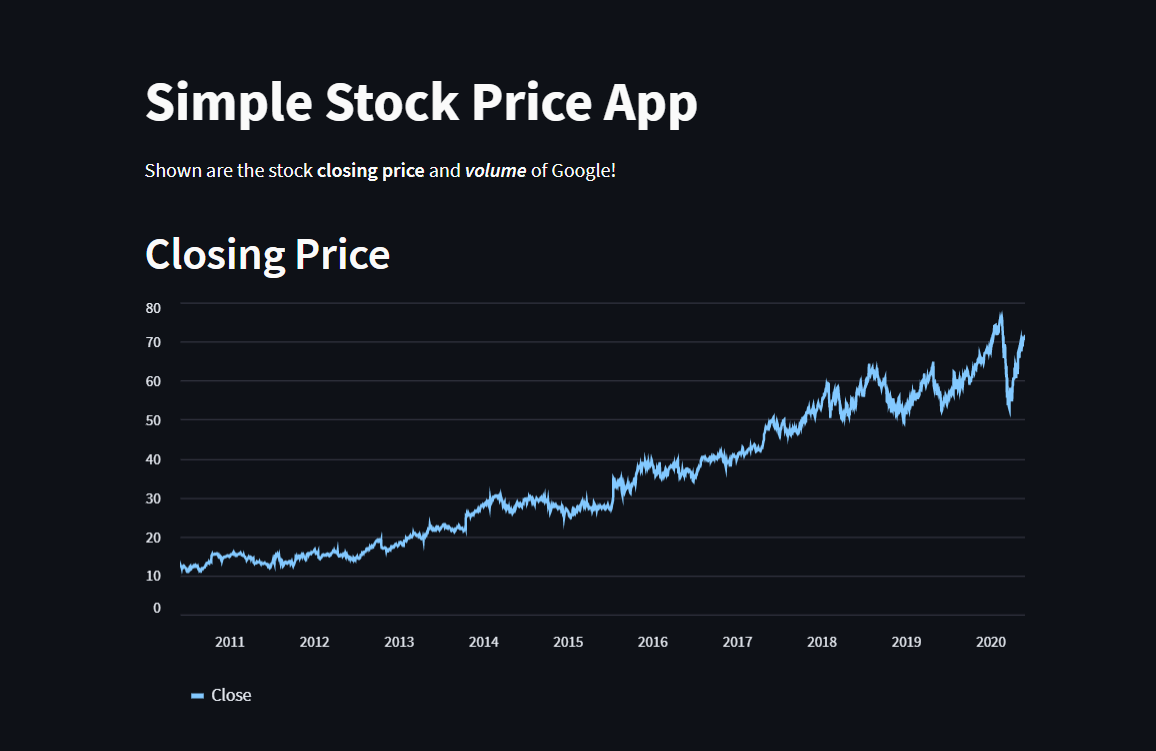 Simple Stock Price App
Shown are the stock closing price and volume of Google!
Closing Price
80
70
60
50
40
30
20
10
0
2011 2012 2013 2014 2015 2016 2017 2018 2019 2020
Close